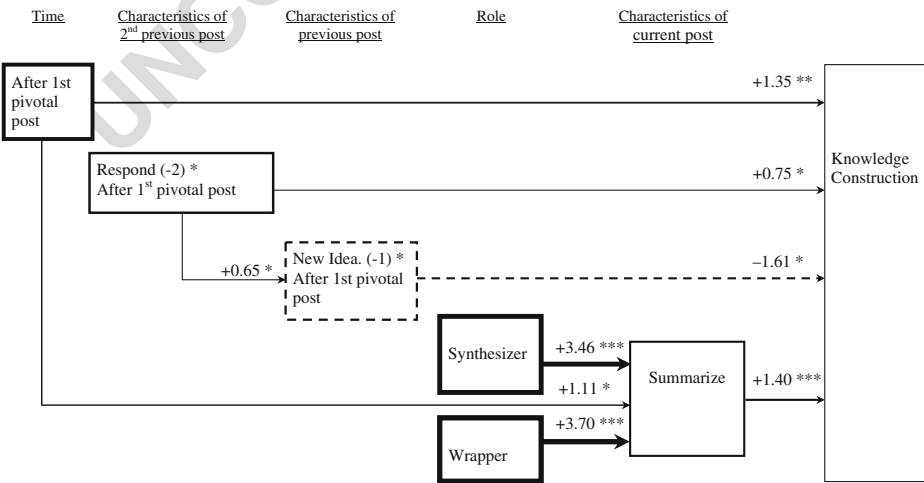 Time
Characteristics of
2nd previous post
Characteristics of
previous post
Role
Characteristics of
current post
After 1st
pivotal
post
+1.35 **
Knowledge
Construction
Respond (-2) *
After 1st pivotal post
+0.75 *
+0.65 *
New Idea. (-1) *
After 1st pivotal
post
–1.61 *
Synthesizer
+3.46 ***
Summarize
+1.40 ***
+1.11 *
+3.70 ***
Wrapper
UNCO